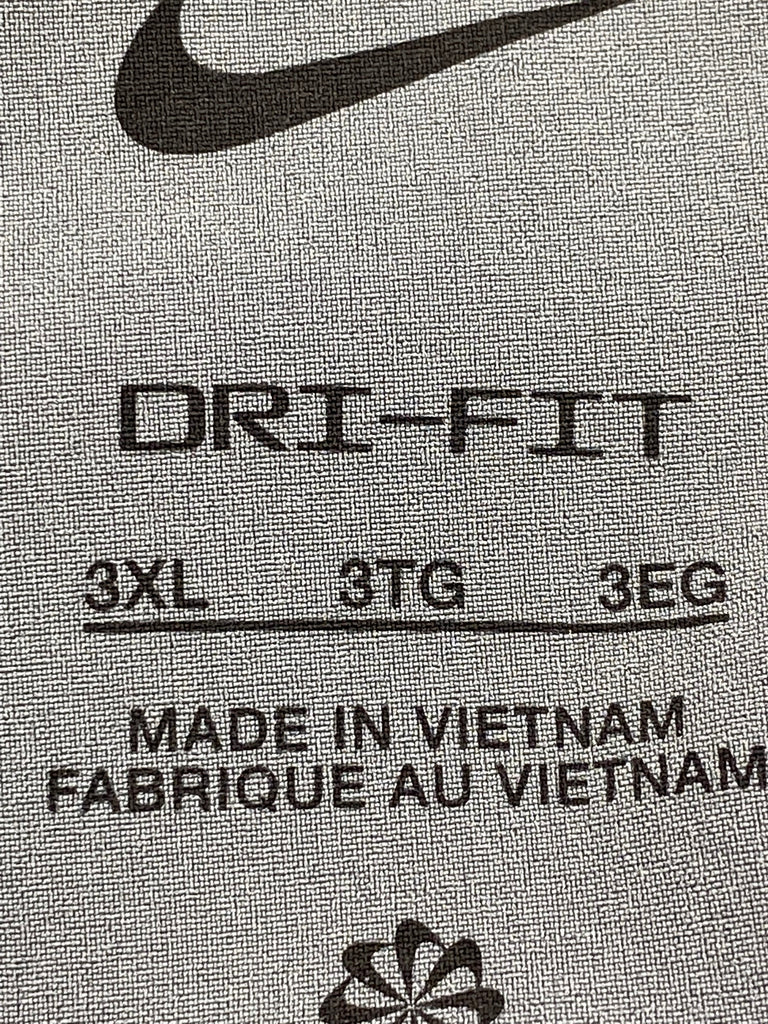 DRI-FIT
3XL 3TG 3EG
MADE IN VIETNAM
FABRIQUE AU VIETNAM